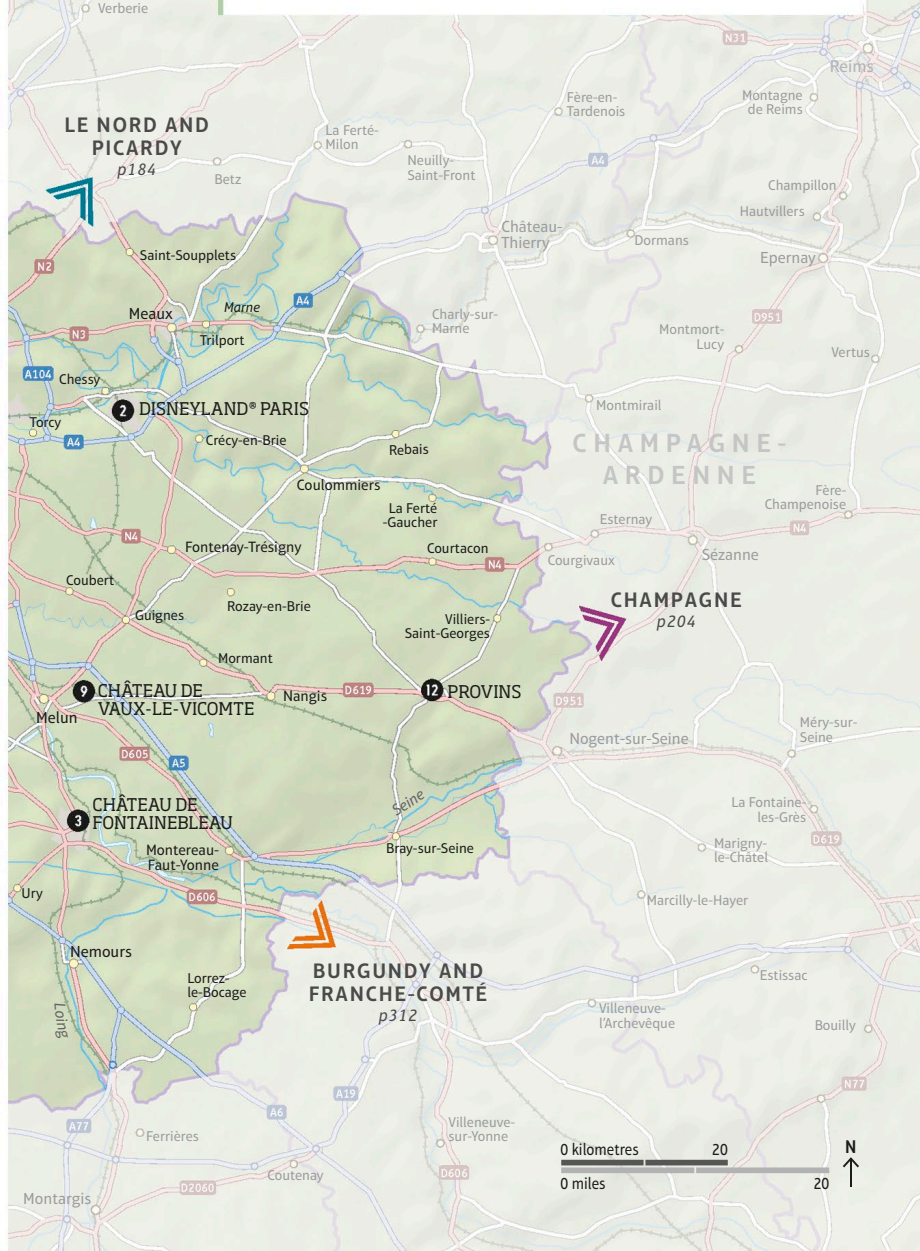 Verberie
N31
Reims
Fère-en-
Tardenois
Montagne
de Reims
LE NORD AND
PICARDY
p184
La Ferté-
Milon
Neuilly-
Saint-Front
A4
Betz
Champillon
Hautvillers
Château-
Thierry
Dormans
Epernay
Saint-Soupplets
N2
Marne
A4
Meaux
Trilport
N3
Charly-sur-
Marne
D951
Montmort-
Lucy
Vertus
A104
Chessy
2 DISNEYLAND® PARIS
Torcy
A4
Crécy-en-Brie
Rebais
Montmirail
CHAMPAGNE-
ARDENNE
Coulommiers
La Ferté
-Gaucher
Fère-
Champenoise
Esternay
N4
N4
Fontenay-Trésigny
Courtacon
N4
Courgivaux
Sézanne
Coubert
Rozay-en-Brie
Guignes
Villiers-
Saint-Georges
CHAMPAGNE
p204
Mormant
9 CHÂTEAU DE
VAUX-LE-VICOMTE
Melun
Nangis
D619
12 PROVINS
D951
Nogent-sur-Seine
Méry-sur-
Seine
D605
A5
3 CHÂTEAU DE
FONTAINEBLEAU
Seine
La Fontaine-
les-Grès
D619
Montereau-
Faut-Yonne
Bray-sur-Seine
Marigny-
le-Châtel
Ury
D606
Marcilly-le-Hayer
Nemours
BURGUNDY AND
FRANCHE-COMTÉ
p312
Lorrez-
le-Bocage
Estissac
Loing
Villeneuve-
l'Archevêque
Bouilly
A19
N77
A6
A77
Ferrières
Villeneuve-
sur-Yonne
D606
Coutenay
D2060
Montargis
0 kilometres 20
0 miles 20
N